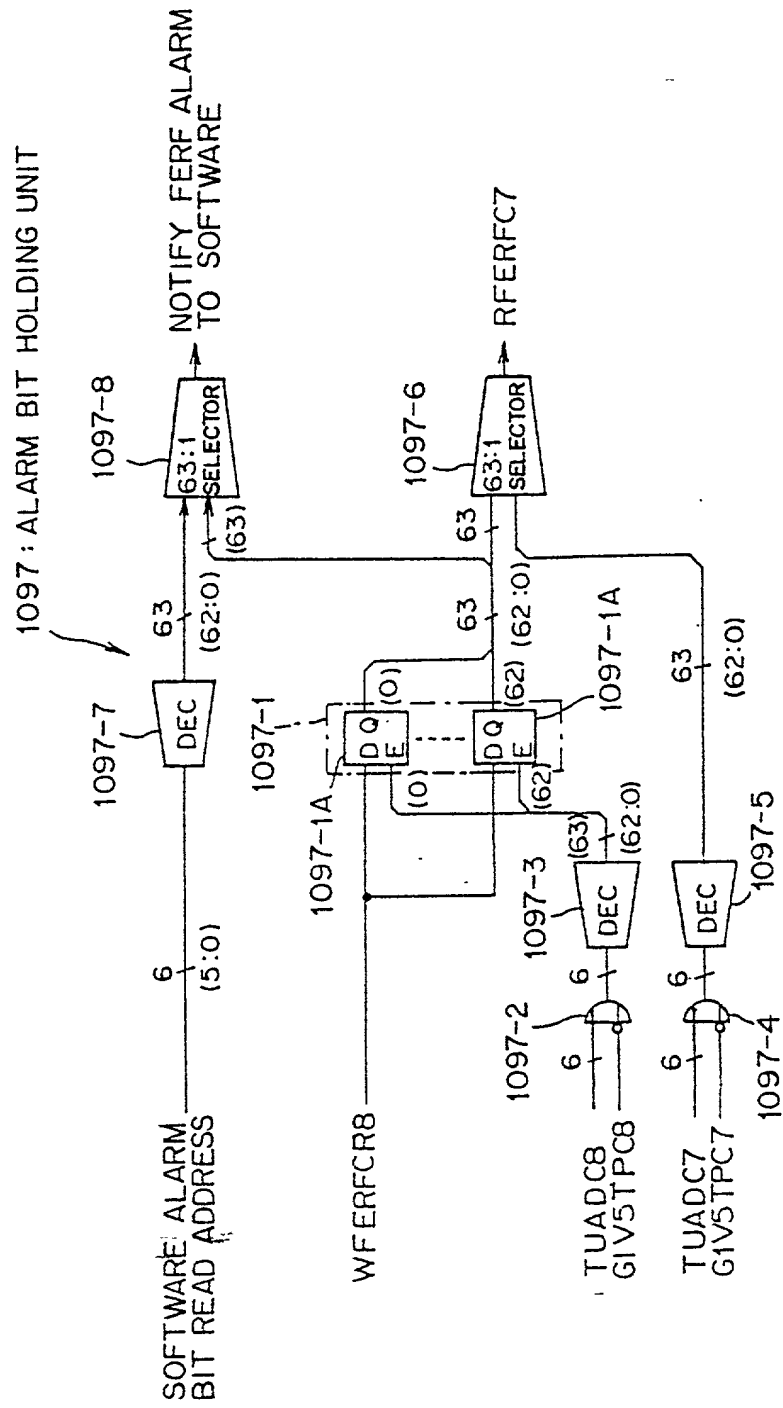 1097 : ALARM BIT HOLDING UNIT
SOFTWARE ALARM
BIT READ ADDRESS
6
(5:0)
1097-7
DEC
63
(62:0)
1097-8
63:1
SELECTOR
(63)
NOTIFY FERF ALARM
TO SOFTWARE
WFERFCR8
1097-1A
1097-1
D Q
E
(0)
(0)
D Q
E
(62)
(62)
1097-1A
63
(62:0)
63
1097-6
63:1
SELECTOR
RFERFC7
TUADC8
G1V5TPC8
6
1097-2
6
1097-3
DEC
(63)
(62:0)
TUADC7
G1V5TPC7
6
1097-4
6
DEC
1097-5
63
(62:0)